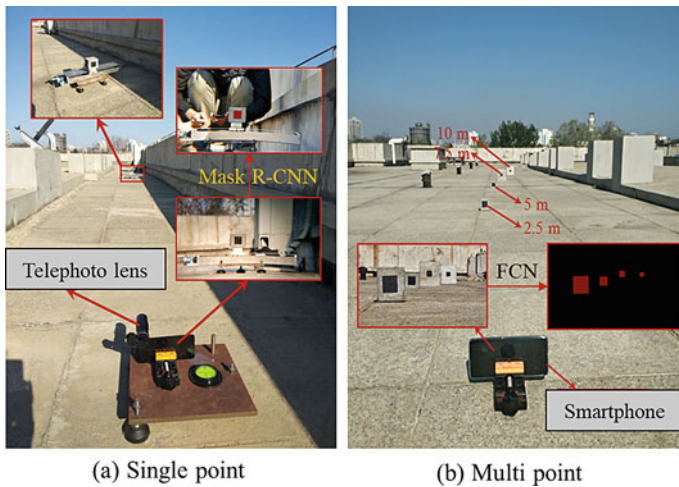 Mask R-CNN
Telephoto lens
(a) Single point
10 m
5 m
2.5 m
FCN
Smartphone
(b) Multi point